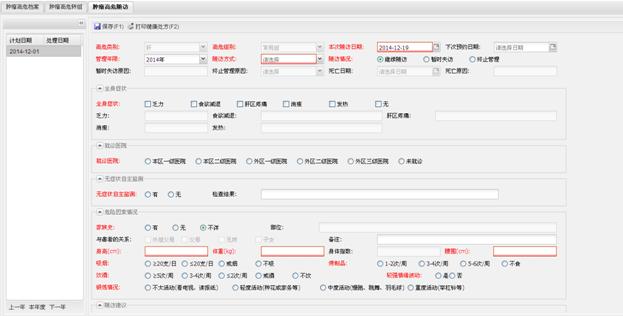 肿瘤高危档案 肿瘤高危转组 肿瘤高危随访
保存(F1) 打印健康处方(F2)
计划日期 处理日期
2014-12-01
高危类别: 肝 高危组别: 常规组 本次随访日期: 2014-12-19 下次预约日期: 请选择日期
管理年限: 2014年 随访方式: 请选择 随访情况: 继续随访 暂时失访 终止管理
暂时失访原因: 终止管理原因: 请选择 死亡日期: 请选择日期 死亡原因:
全身症状
全身症状: 乏力 食欲减退 肝区疼痛 消瘦 发热 无
乏力: 食欲减退: 肝区疼痛:
消瘦: 发热:
就诊医院
就诊医院: 本区一级医院 本区二级医院 外区一级医院 外区二级医院 外区三级医院 未就诊
无症状自主监测
无症状自主监测: 有 无 检查结果:
危险因素情况
家族史: 有 无 不详 部位:
与患者的关系: 外祖父母 父母 兄妹 子女 备注:
身高(cm): 体重(kg): 身体指数: 腰围(cm):
吸烟: ≥20支/日 ≤20支/日 戒烟 不吸 1-2次/周 3-4次/周 5-6次/周 不食
饮酒: ≥5次/周 3-4次/周 ≤2次/周 戒酒 不饮 较强情绪波动: 是 否
锻炼情况: 不大活动(看电视、读报纸) 轻度活动(种花或家务等) 中度活动(慢跑、跳舞、羽毛球) 重度活动(举杠铃等)
随访建议
上一年 本年度 下一年